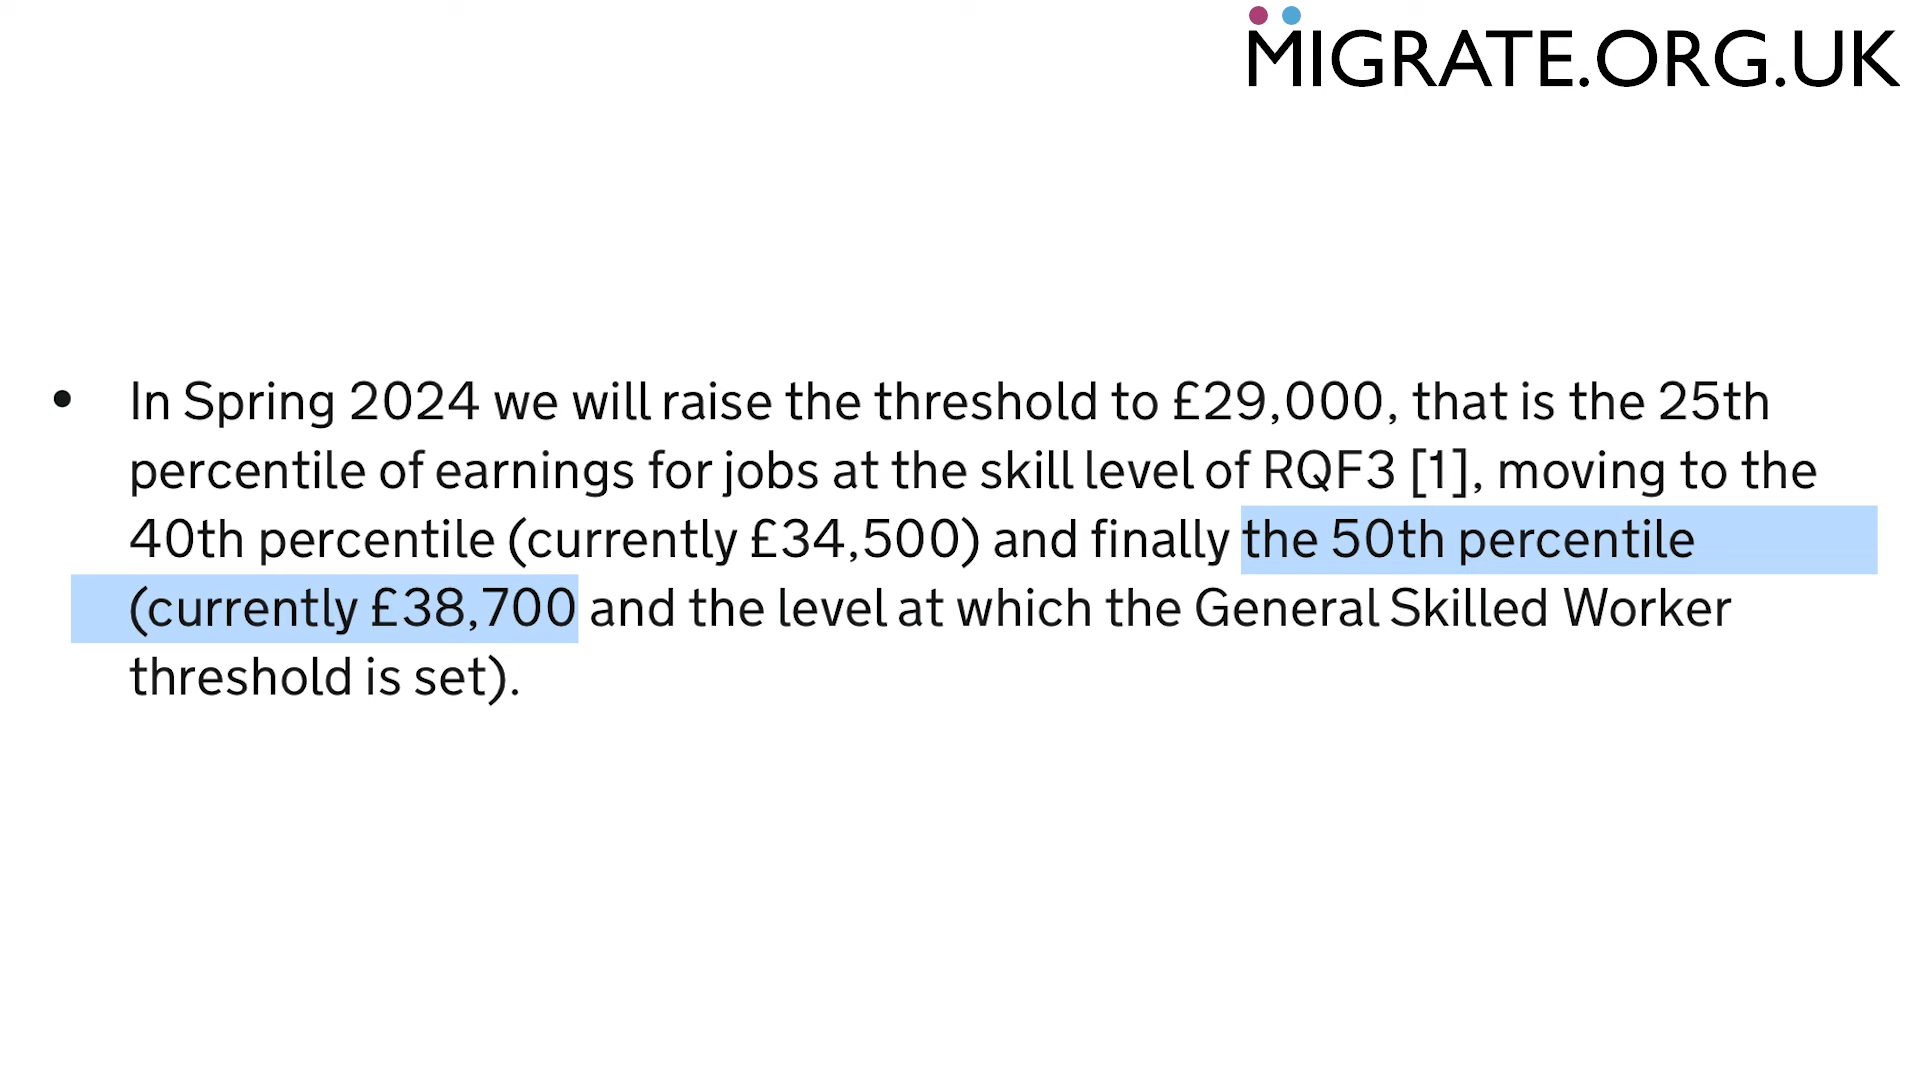 MIGRATE.ORG.UK
• In Spring 2024 we will raise the threshold to £29,000, that is the 25th
percentile of earnings for jobs at the skill level of RQF3 [1], moving to the
40th percentile (currently £34,500) and finally the 50th percentile
(currently £38,700 and the level at which the General Skilled Worker
threshold is set).